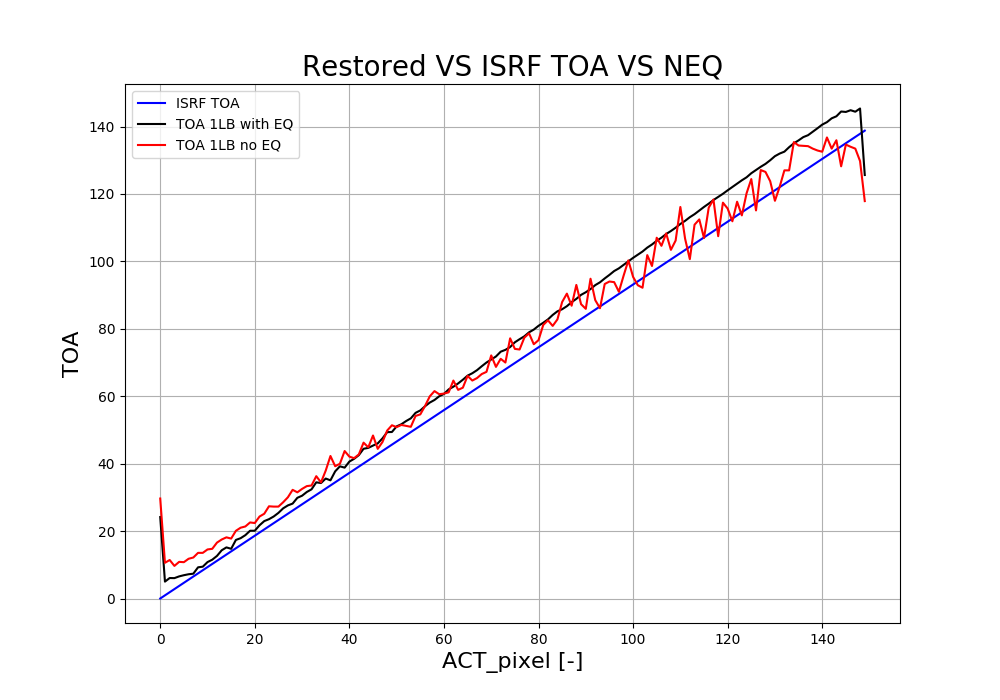 Restored VS ISRF TOA VS NEQ
ISRF TOA
TOA 1LB with EQ
TOA 1LB no EQ
140
120
100
80
60
40
20
0
TOA
0 20 40 60 80 100 120 140
ACT_pixel [-]